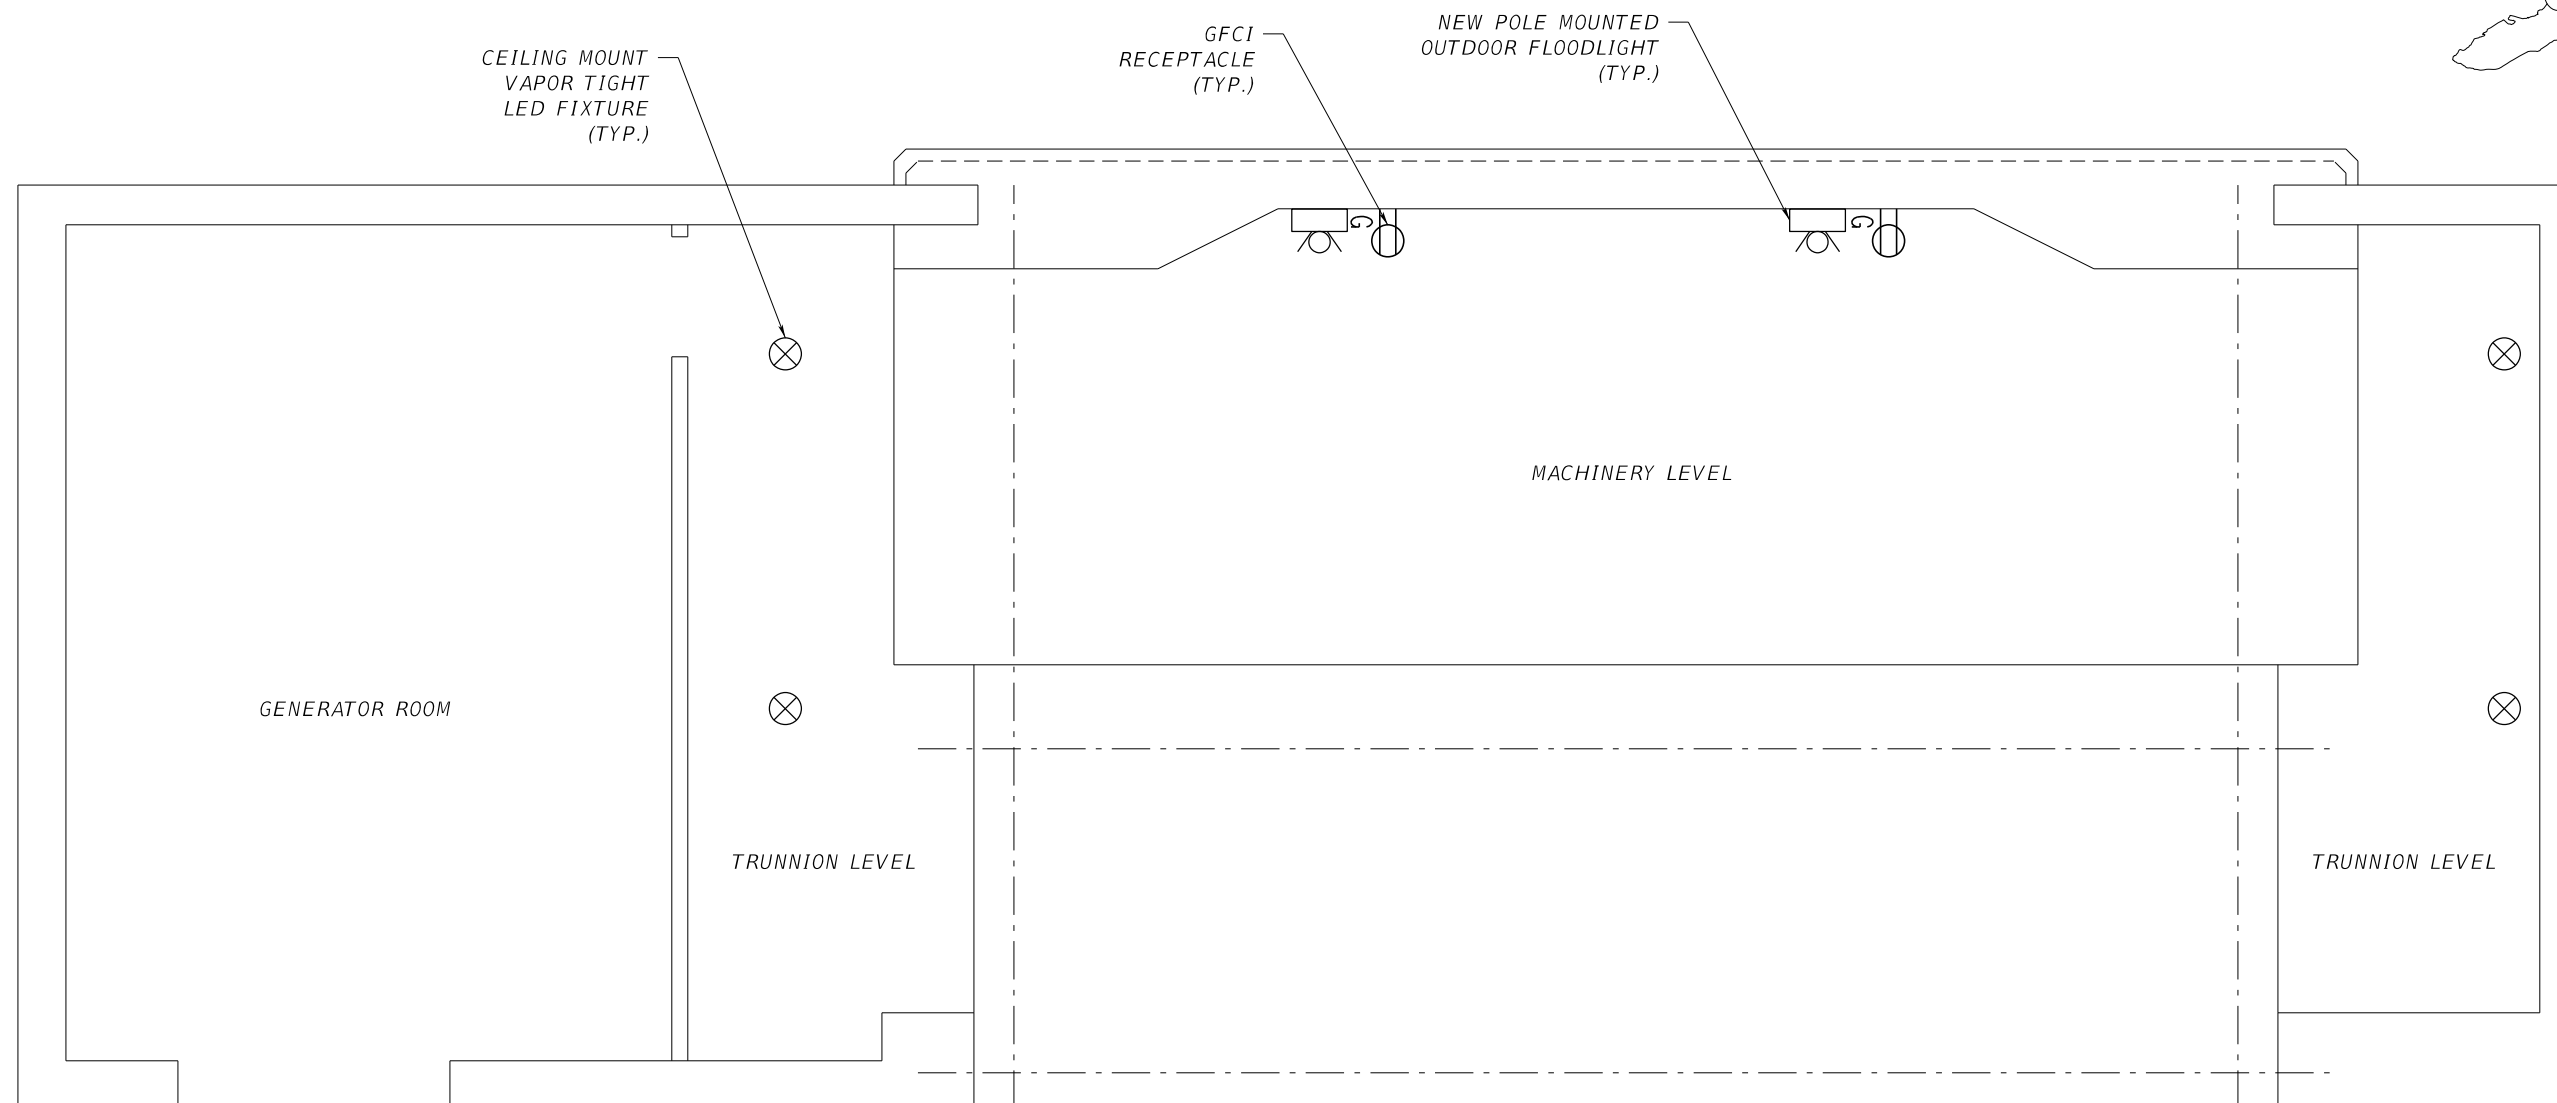 CEILING MOUNT
VAPOR TIGHT
LED FIXTURE
(TYP.)
GFCI
RECEPTACLE
(TYP.)
NEW POLE MOUNTED
OUTDOOR FLOODLIGHT
(TYP.)
G
G
MACHINERY LEVEL
GENERATOR ROOM
TRUNNION LEVEL
TRUNNION LEVEL